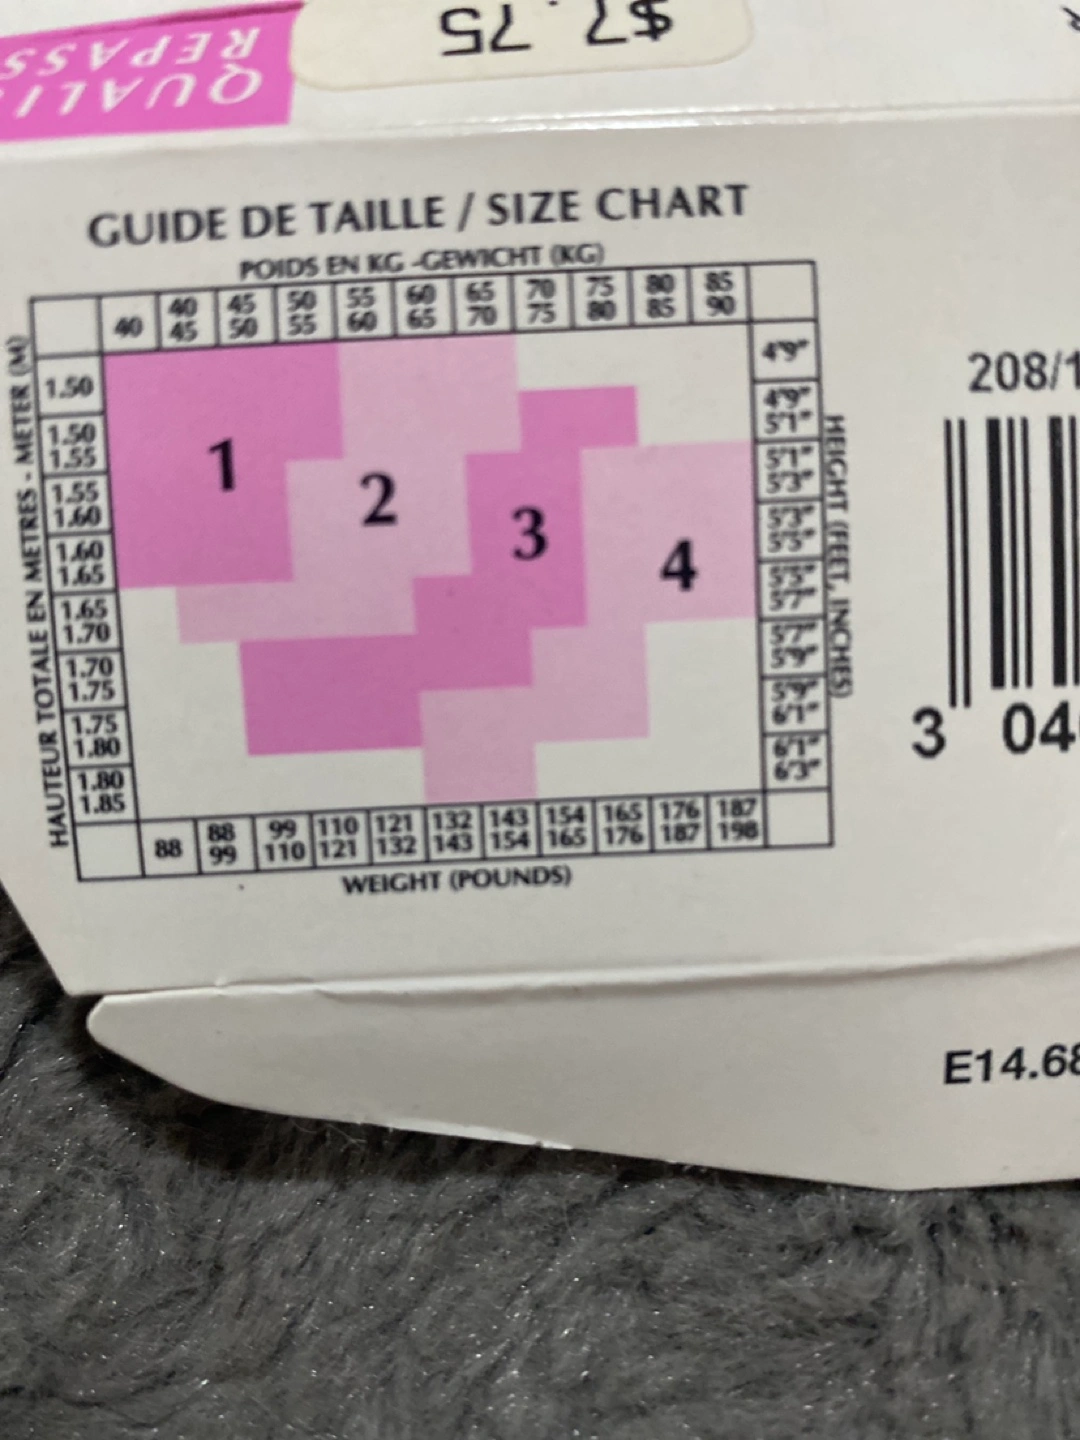 $7.75
QUALI
REPASS
GUIDE DE TAILLE / SIZE CHART
POIDS EN KG -GEWICHT (KG)
40 40 45 50 55 60 65 70 75 80 85
45 50 55 60 65 70 75 80 85 90
HAUTEUR TOTALE EN METRES - METER (M)
1.50 4'9"
1.50 4'9"
1.55 5'1"
1.55 5'1"
1.60 5'3"
1.60 5'3"
1.65 5'5"
1.65 5'5"
1.70 5'7"
1.70 5'7"
1.75 5'9"
1.75 5'9"
1.80 6'1"
1.80 6'1"
1.85 6'3"
HEIGHT (FEET, INCHES)
1
2
3
4
88 88 99 110 121 132 143 154 165 176 187
99 110 121 132 143 154 165 176 187 198
WEIGHT (POUNDS)
208/1
3 04
E14.68